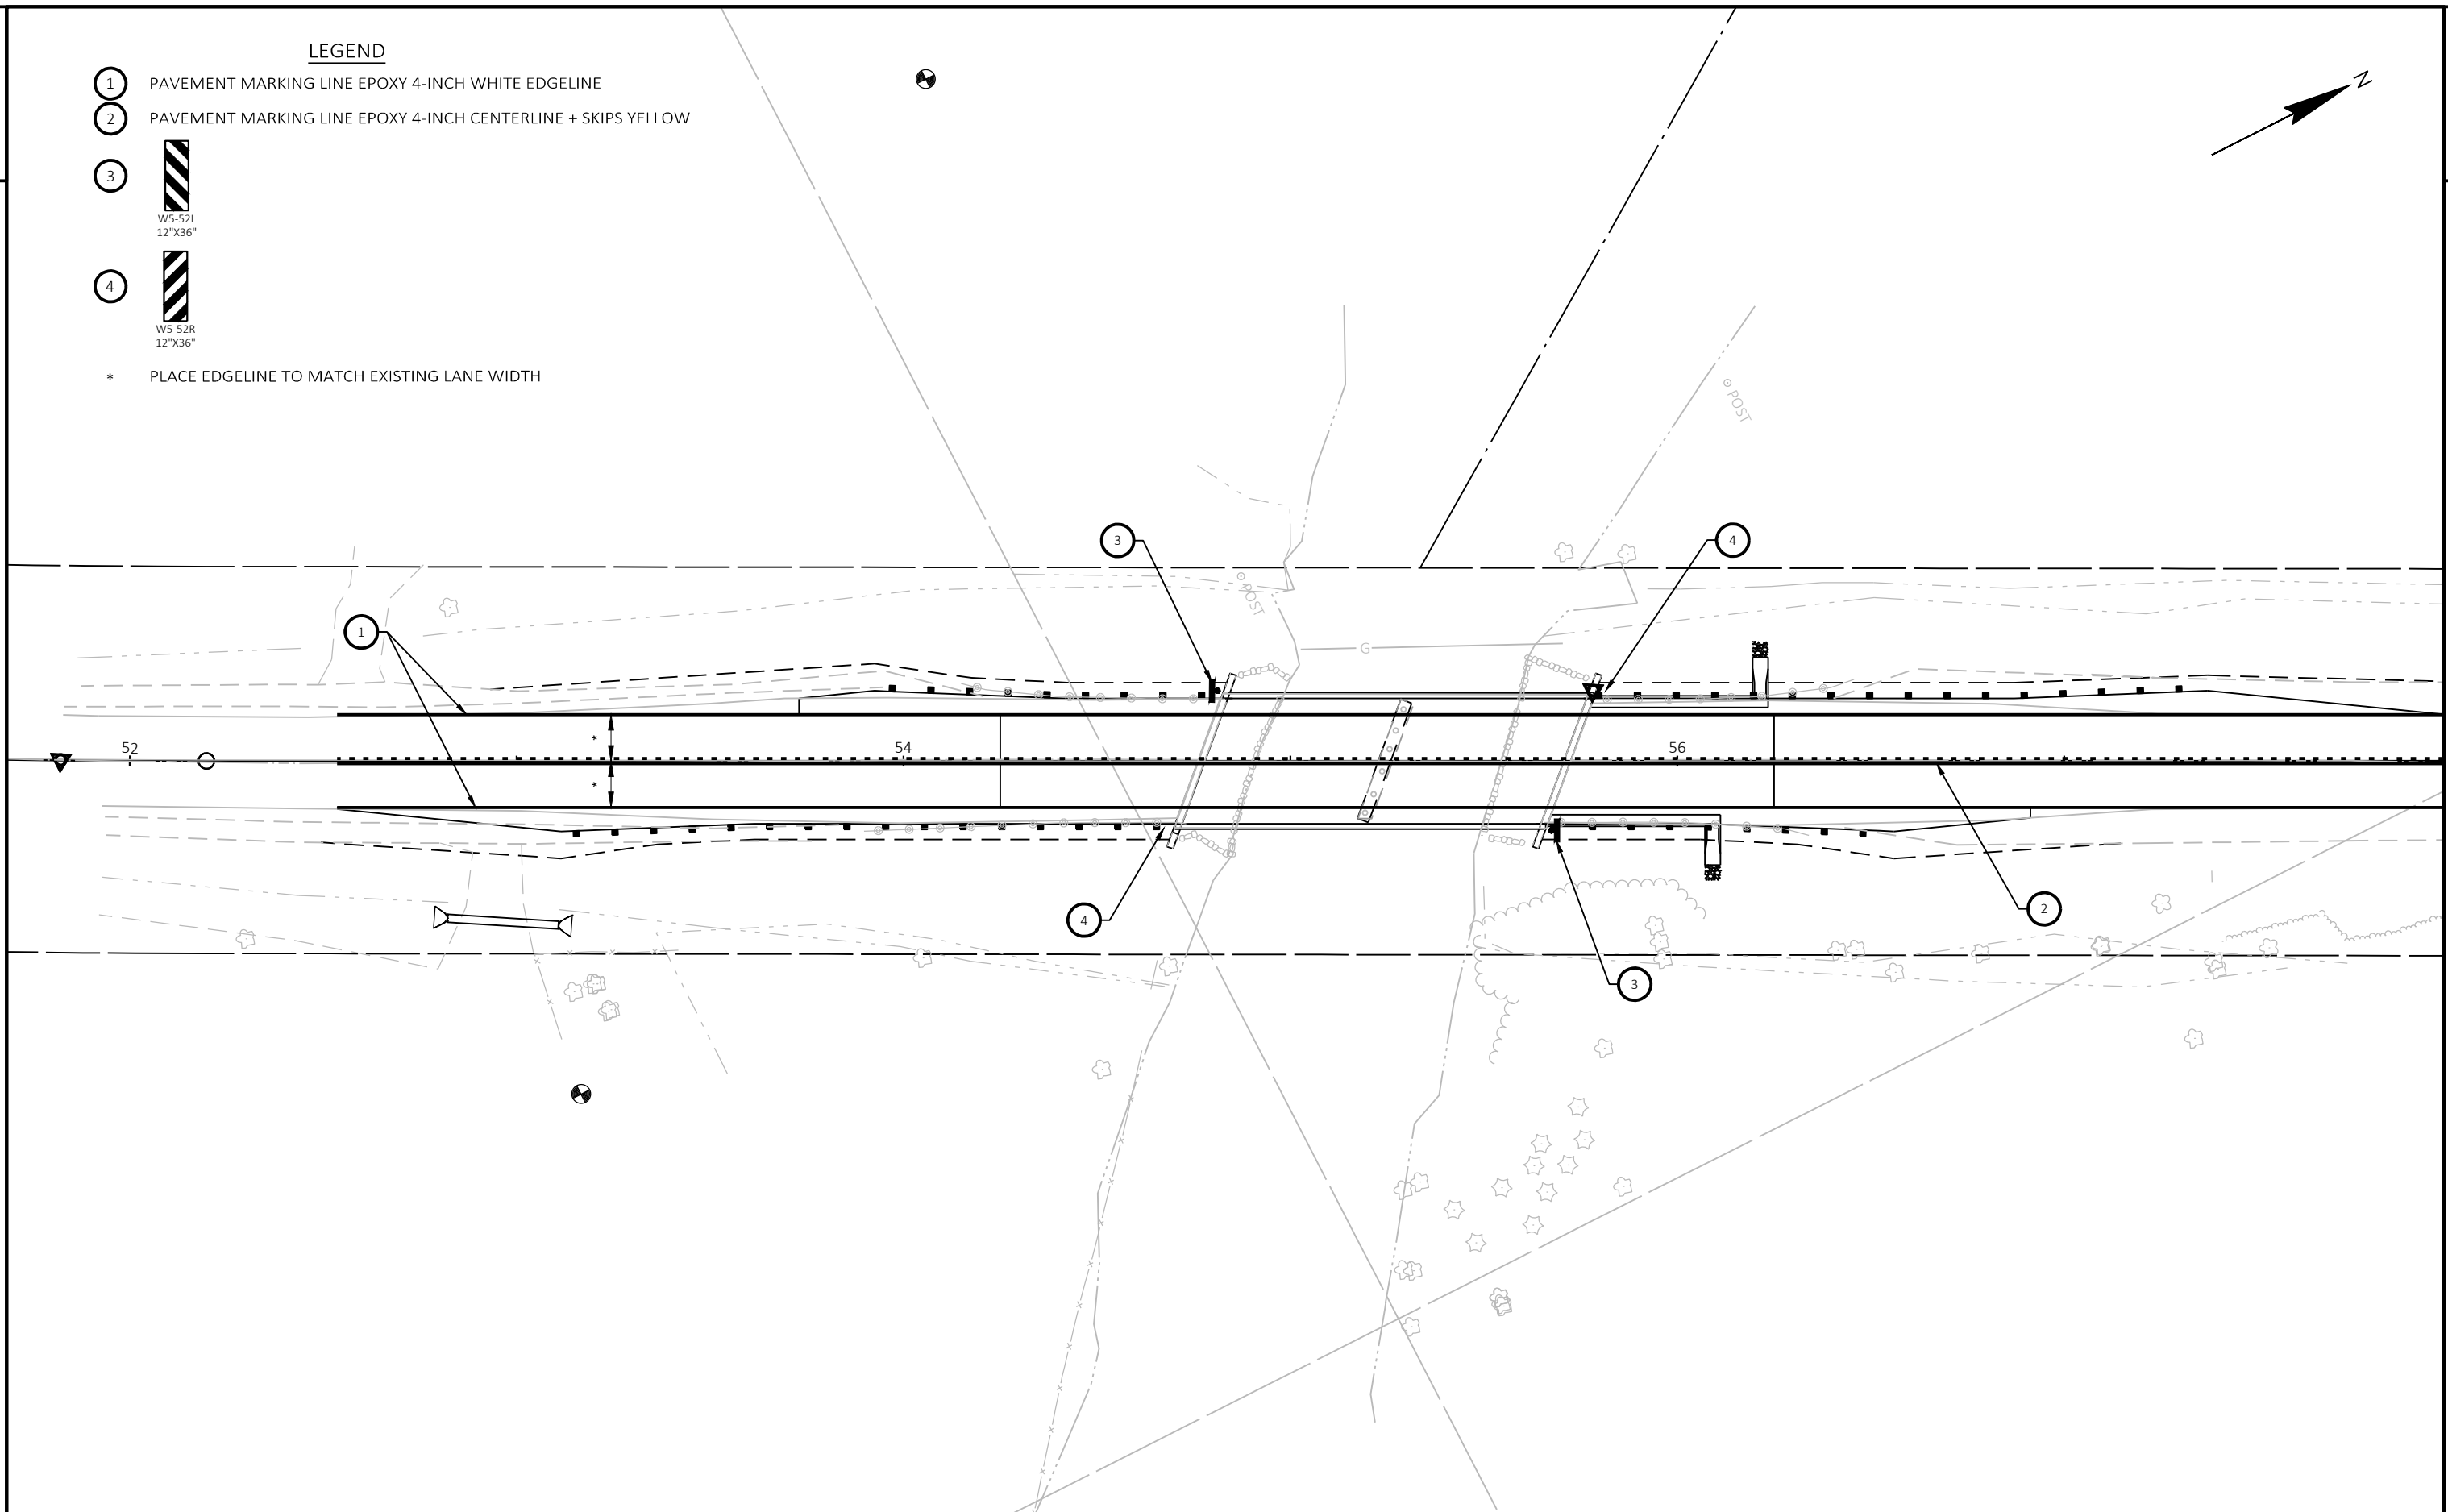 LEGEND
1 PAVEMENT MARKING LINE EPOXY 4-INCH WHITE EDGELINE
2 PAVEMENT MARKING LINE EPOXY 4-INCH CENTERLINE + SKIPS YELLOW
3
W5-52L
12"X36"
4
W5-52R
12"X36"
* PLACE EDGELINE TO MATCH EXISTING LANE WIDTH
N
POST
3
4
POST
1
G
*
52
54
56
*
4
2
3